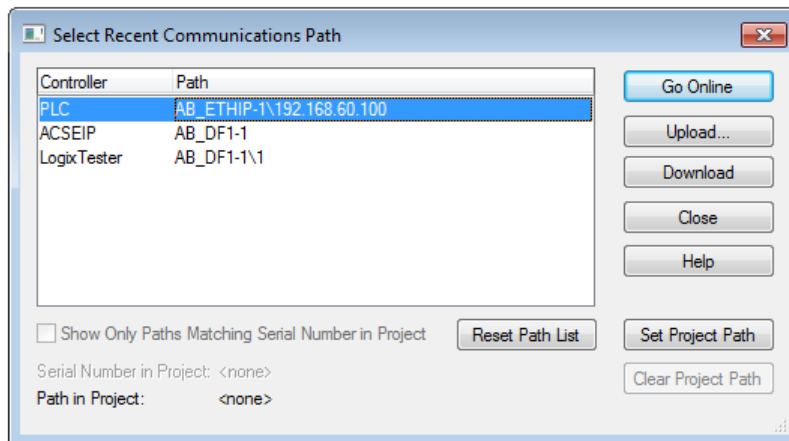 Select Recent Communications Path
Controller Path
PLC AB_ETHIP-1\192.168.60.100
ACSEIP AB_DF1-1
LogixTester AB_DF1-1\1
Go Online
Upload...
Download
Close
Help
Show Only Paths Matching Serial Number in Project
Reset Path List
Set Project Path
Serial Number in Project: <none>
Clear Project Path
Path in Project: <none>